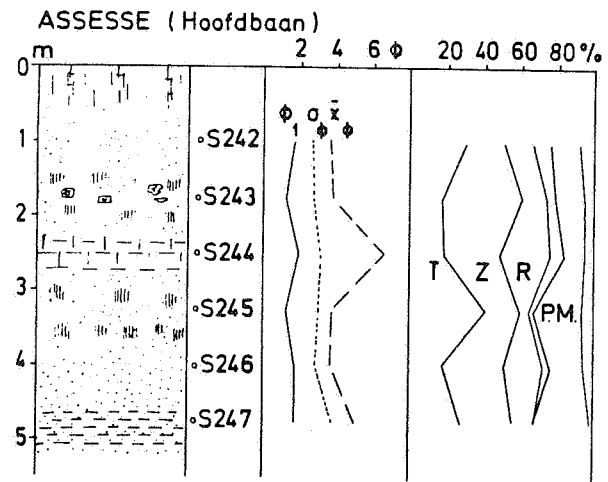 ASSESSE (Hoofdbaan)
m 2 4 6 ϕ 20 40 60 80 %
0
ϕ₁ σϕ x̄ϕ
1 S242
S243
2
S244
T Z R
3
S245 P.M.
4 S246
S247
5